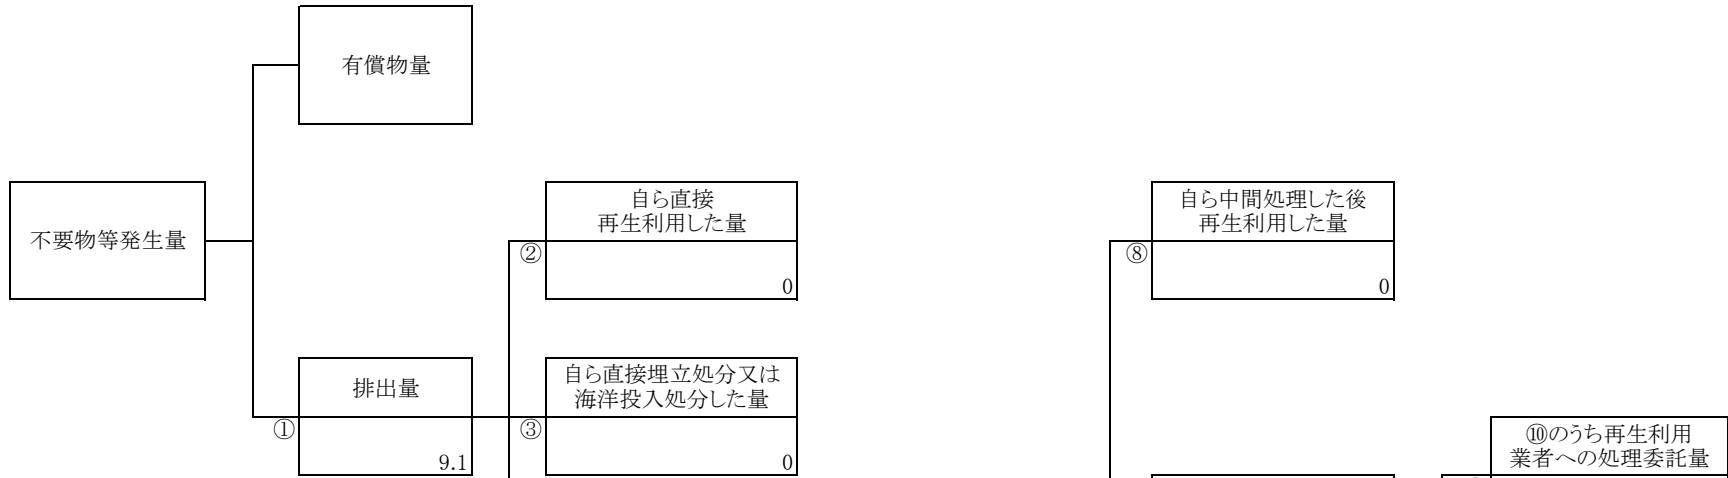 有償物量
不要物等発生量
自ら直接
再生利用した量
②
0
自ら中間処理した後
再生利用した量
⑧
0
排出量
①
9.1
自ら直接埋立処分又は
海洋投入処分した量
③
0
⑩のうち再生利用
業者への処理委託量